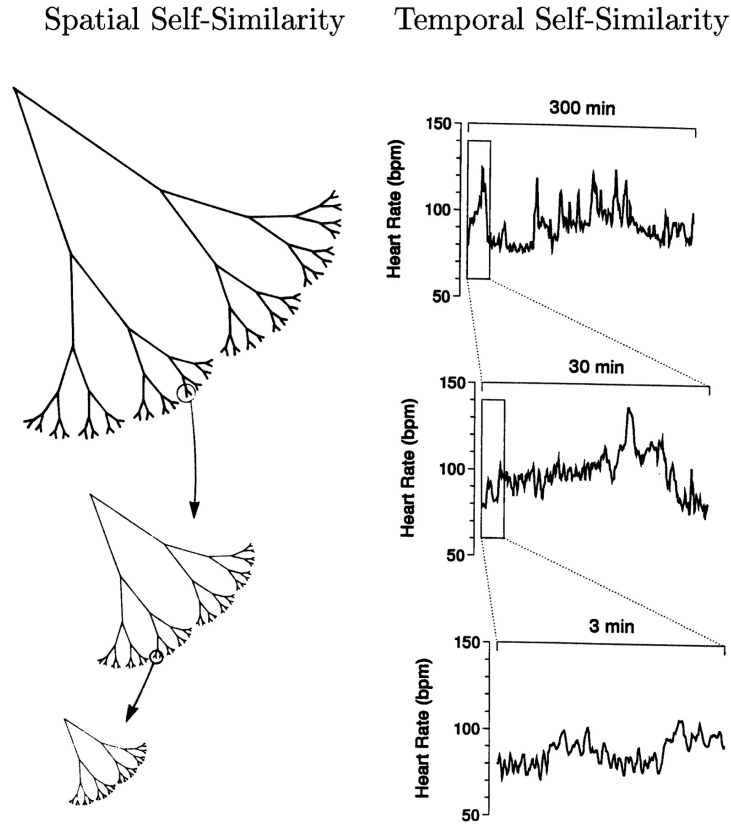 Spatial Self-Similarity
Temporal Self-Similarity
300 min
150
100
50
Heart Rate (bpm)
30 min
150
100
50
Heart Rate (bpm)
3 min
150
100
50
Heart Rate (bpm)